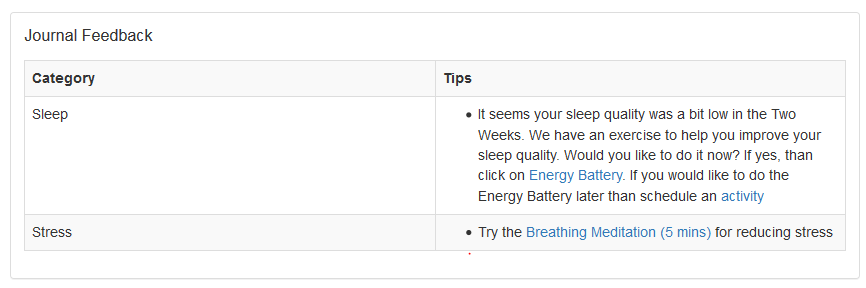 Journal Feedback
Category Tips
Sleep
• It seems your sleep quality was a bit low in the Two
Weeks. We have an exercise to help you improve your
sleep quality. Would you like to do it now? If yes, than
click on Energy Battery. If you would like to do the
Energy Battery later than schedule an activity
Stress
• Try the Breathing Meditation (5 mins) for reducing stress